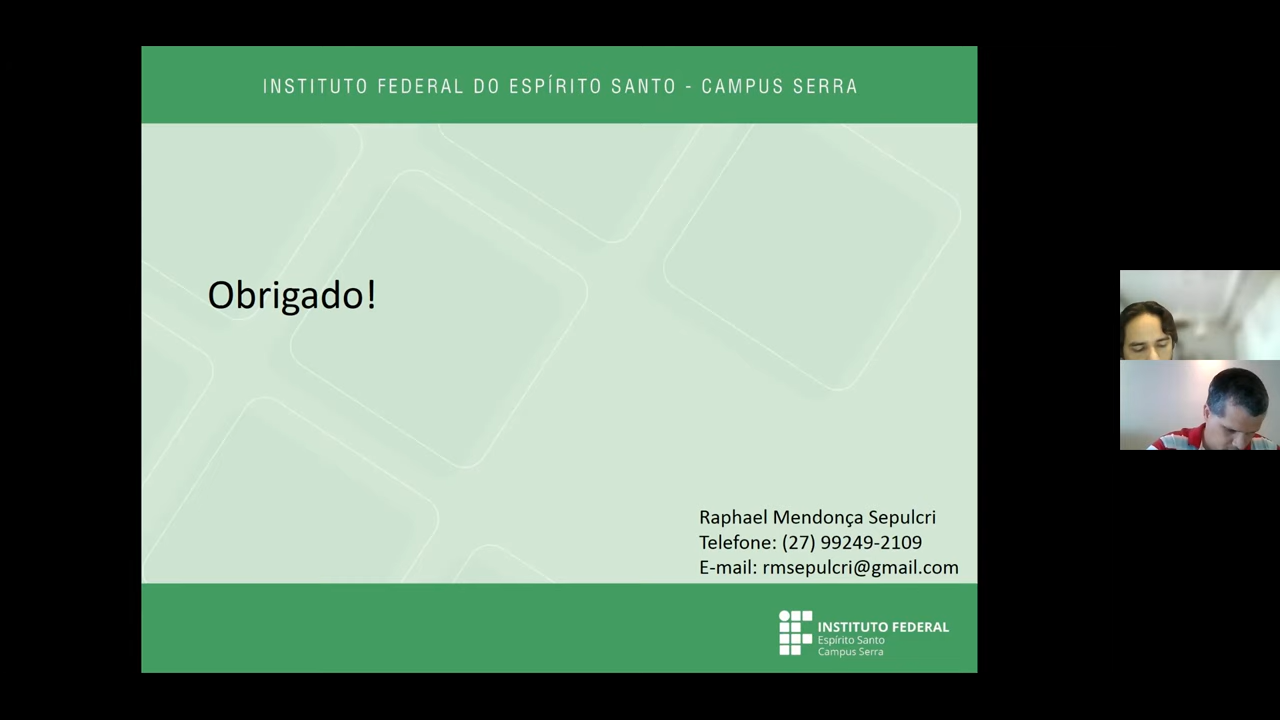 INSTITUTO FEDERAL DO ESPÍRITO SANTO - CAMPUS SERRA
Obrigado!
Raphael Mendonça Sepulcri
Telefone: (27) 99249-2109
E-mail: rmsepulcri@gmail.com
INSTITUTO FEDERAL
Espírito Santo
Campus Serra